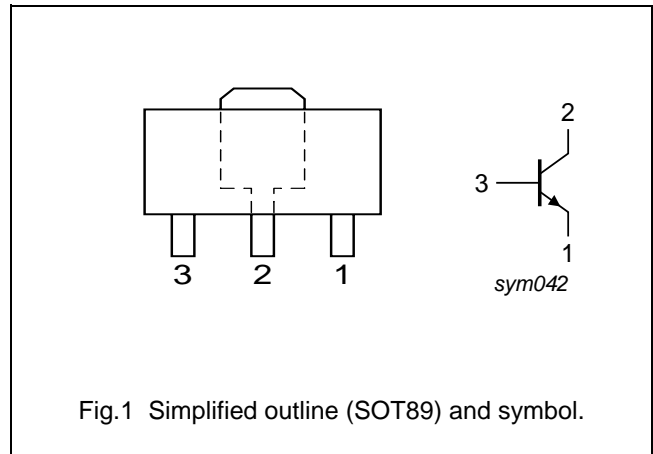 2
3
1
sym042
3 2 1
Fig.1 Simplified outline (SOT89) and symbol.